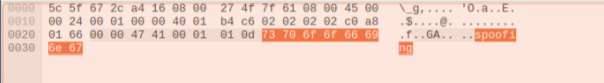 0000 5c 5f 67 2c a4 16 08 00 27 4f 7f 61 08 00 45 00 \_g,.... 'O.a..E.
0010 00 24 00 01 00 00 40 01 b4 c6 02 02 02 02 c0 a8 .$....@. ........
0020 01 66 00 00 47 41 00 01 01 0d 73 70 6f 6f 66 69 .f..GA.. ..spoofi
0030 6e 67 ng